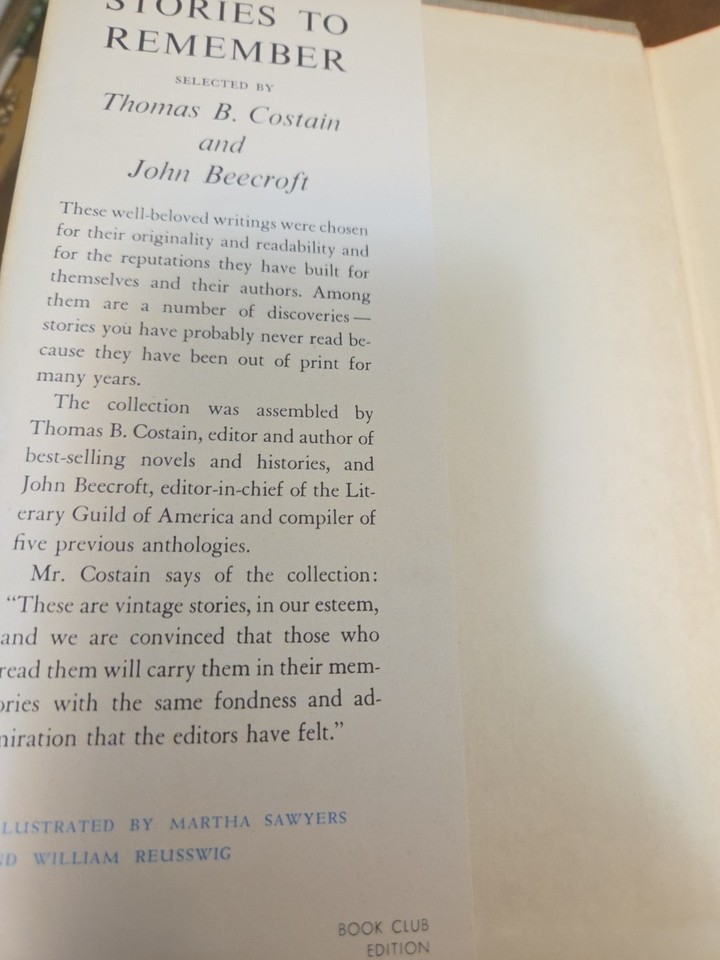 STORIES TO
REMEMBER
SELECTED BY
Thomas B. Costain
and
John Beecroft
These well-beloved writings were chosen
for their originality and readability and
for the reputations they have built for
themselves and their authors. Among
them are a number of discoveries—
stories you have probably never read be-
cause they have been out of print for
many years.
The collection was assembled by
Thomas B. Costain, editor and author of
best-selling novels and histories, and
John Beecroft, editor-in-chief of the Lit-
erary Guild of America and compiler of
five previous anthologies.
Mr. Costain says of the collection:
“These are vintage stories, in our esteem,
and we are convinced that those who
read them will carry them in their mem-
ories with the same fondness and ad-
miration that the editors have felt.”
LLUSTRATED BY MARTHA SAWYERS
ND WILLIAM REUSSWIG
BOOK CLUB
EDITION